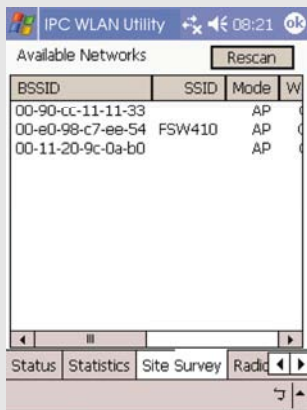 IPC WLAN Utility 08:21 ok
Available Networks Rescan
BSSID SSID Mode W
00-90-cc-11-11-33 AP
00-e0-98-c7-ee-54 FSW410 AP
00-11-20-9c-0a-b0 AP
Status Statistics Site Survey Radio